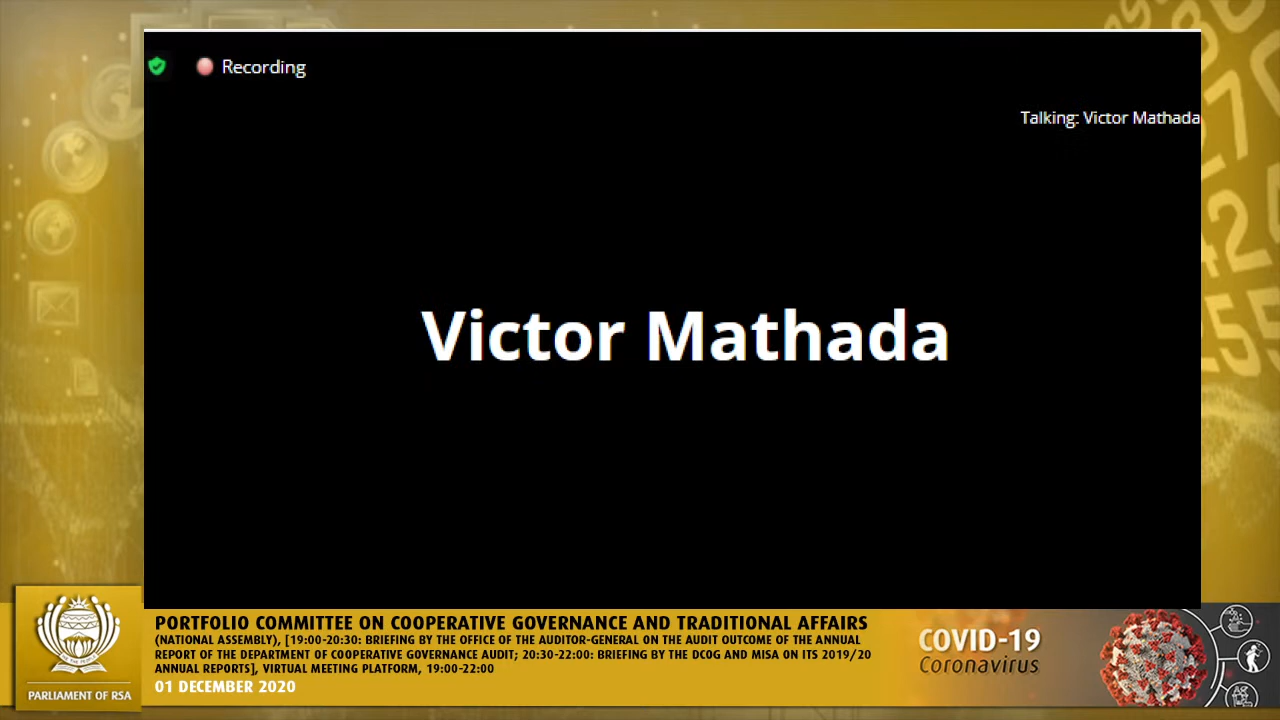 Recording
Talking: Victor Mathada
Victor Mathada
PORTFOLIO COMMITTEE ON COOPERATIVE GOVERNANCE AND TRADITIONAL AFFAIRS
(NATIONAL ASSEMBLY), [19:00-20:30: BRIEFING BY THE OFFICE OF THE AUDITOR-GENERAL ON THE AUDIT OUTCOME OF THE ANNUAL
REPORT OF THE DEPARTMENT OF COOPERATIVE GOVERNANCE AUDIT; 20:30-22:00: BRIEFING BY THE DCOG AND MISA ON ITS 2019/20
ANNUAL REPORTS], VIRTUAL MEETING PLATFORM, 19:00-22:00
01 DECEMBER 2020
PARLIAMENT OF RSA
COVID-19
Coronavirus